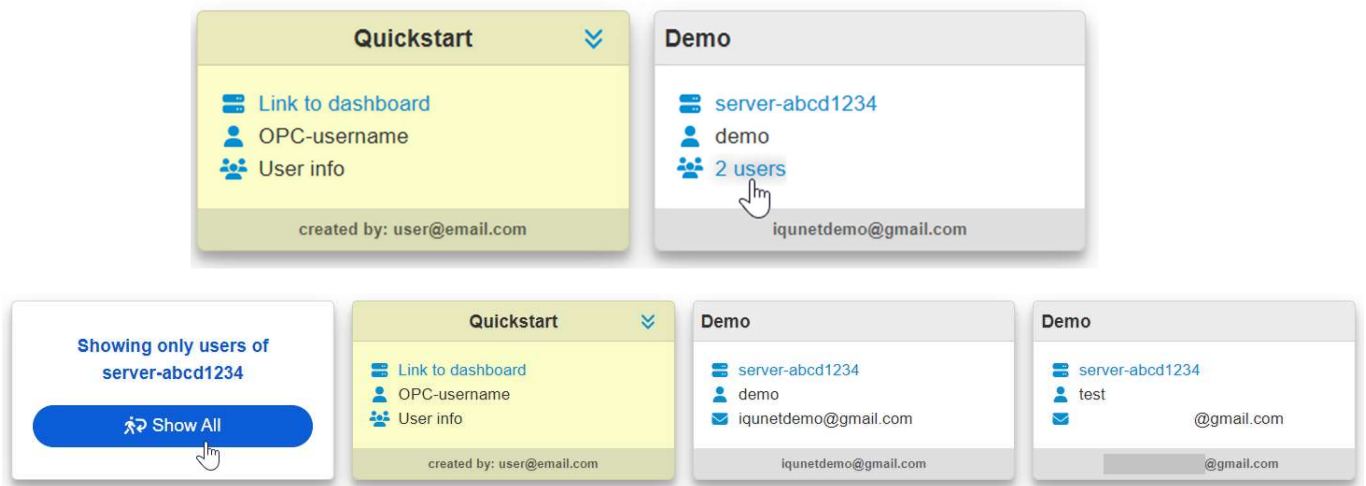 Quickstart
Link to dashboard
OPC-username
User info
created by: user@email.com
Demo
server-abcd1234
demo
2 users
iqunetdemo@gmail.com
Showing only users of
server-abcd1234
Show All
Quickstart
Link to dashboard
OPC-username
User info
created by: user@email.com
Demo
server-abcd1234
demo
iqunetdemo@gmail.com
iqunetdemo@gmail.com
Demo
server-abcd1234
test
@gmail.com
@gmail.com